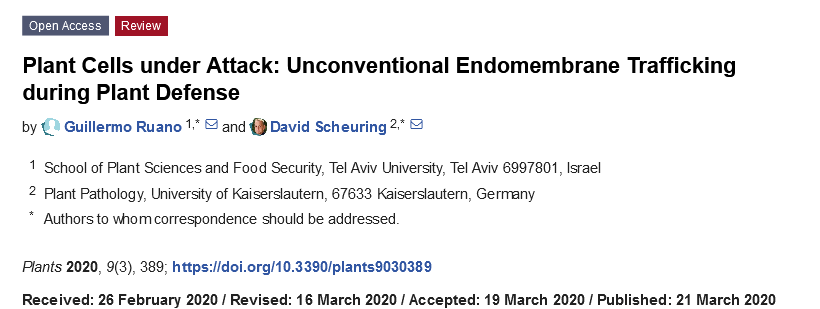 Open Access Review
Plant Cells under Attack: Unconventional Endomembrane Trafficking
during Plant Defense
by Guillermo Ruano 1,* and David Scheuring 2,*
1 School of Plant Sciences and Food Security, Tel Aviv University, Tel Aviv 6997801, Israel
2 Plant Pathology, University of Kaiserslautern, 67633 Kaiserslautern, Germany
* Authors to whom correspondence should be addressed.
Plants 2020, 9(3), 389; https://doi.org/10.3390/plants9030389
Received: 26 February 2020 / Revised: 16 March 2020 / Accepted: 19 March 2020 / Published: 21 March 2020